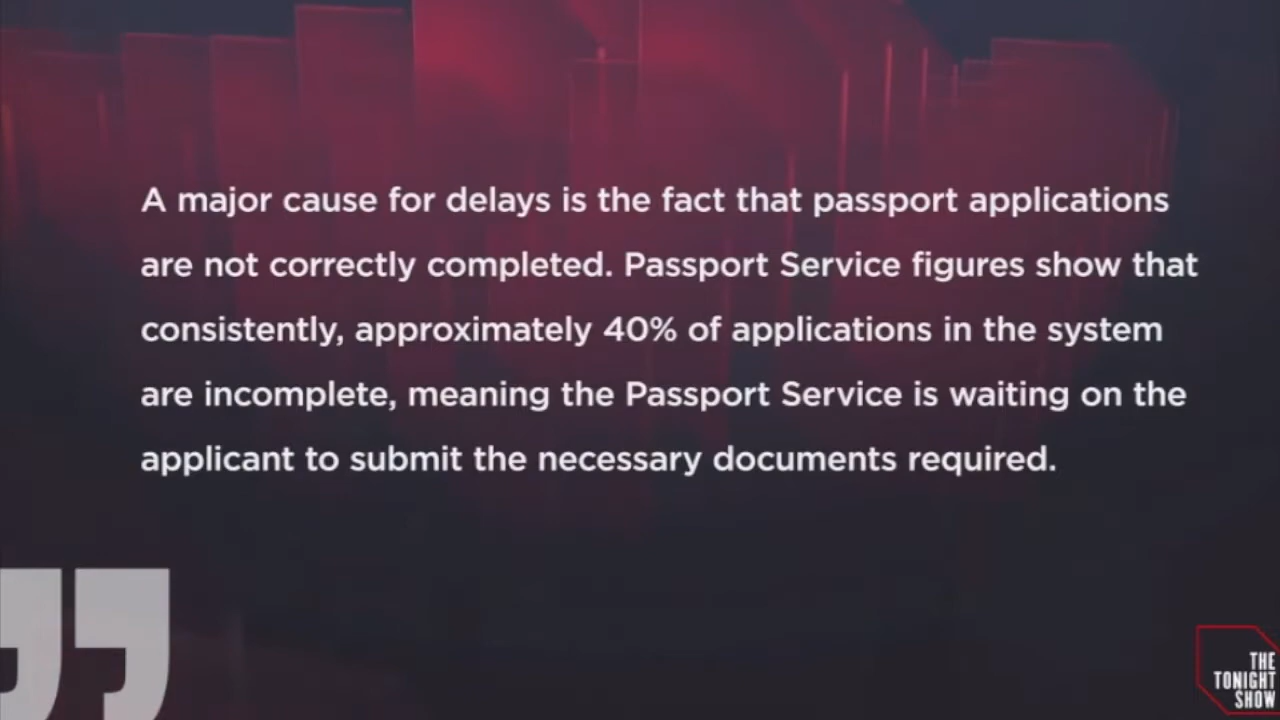 A major cause for delays is the fact that passport applications
are not correctly completed. Passport Service figures show that
consistently, approximately 40% of applications in the system
are incomplete, meaning the Passport Service is waiting on the
applicant to submit the necessary documents required.
”
THE
TONIGHT
SHOW